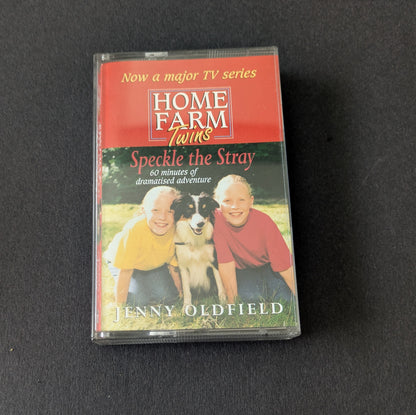 Now a major TV series
HOME
FARM
Twins
Speckle the Stray
60 minutes of
dramatised adventure
JENNY OLDFIELD